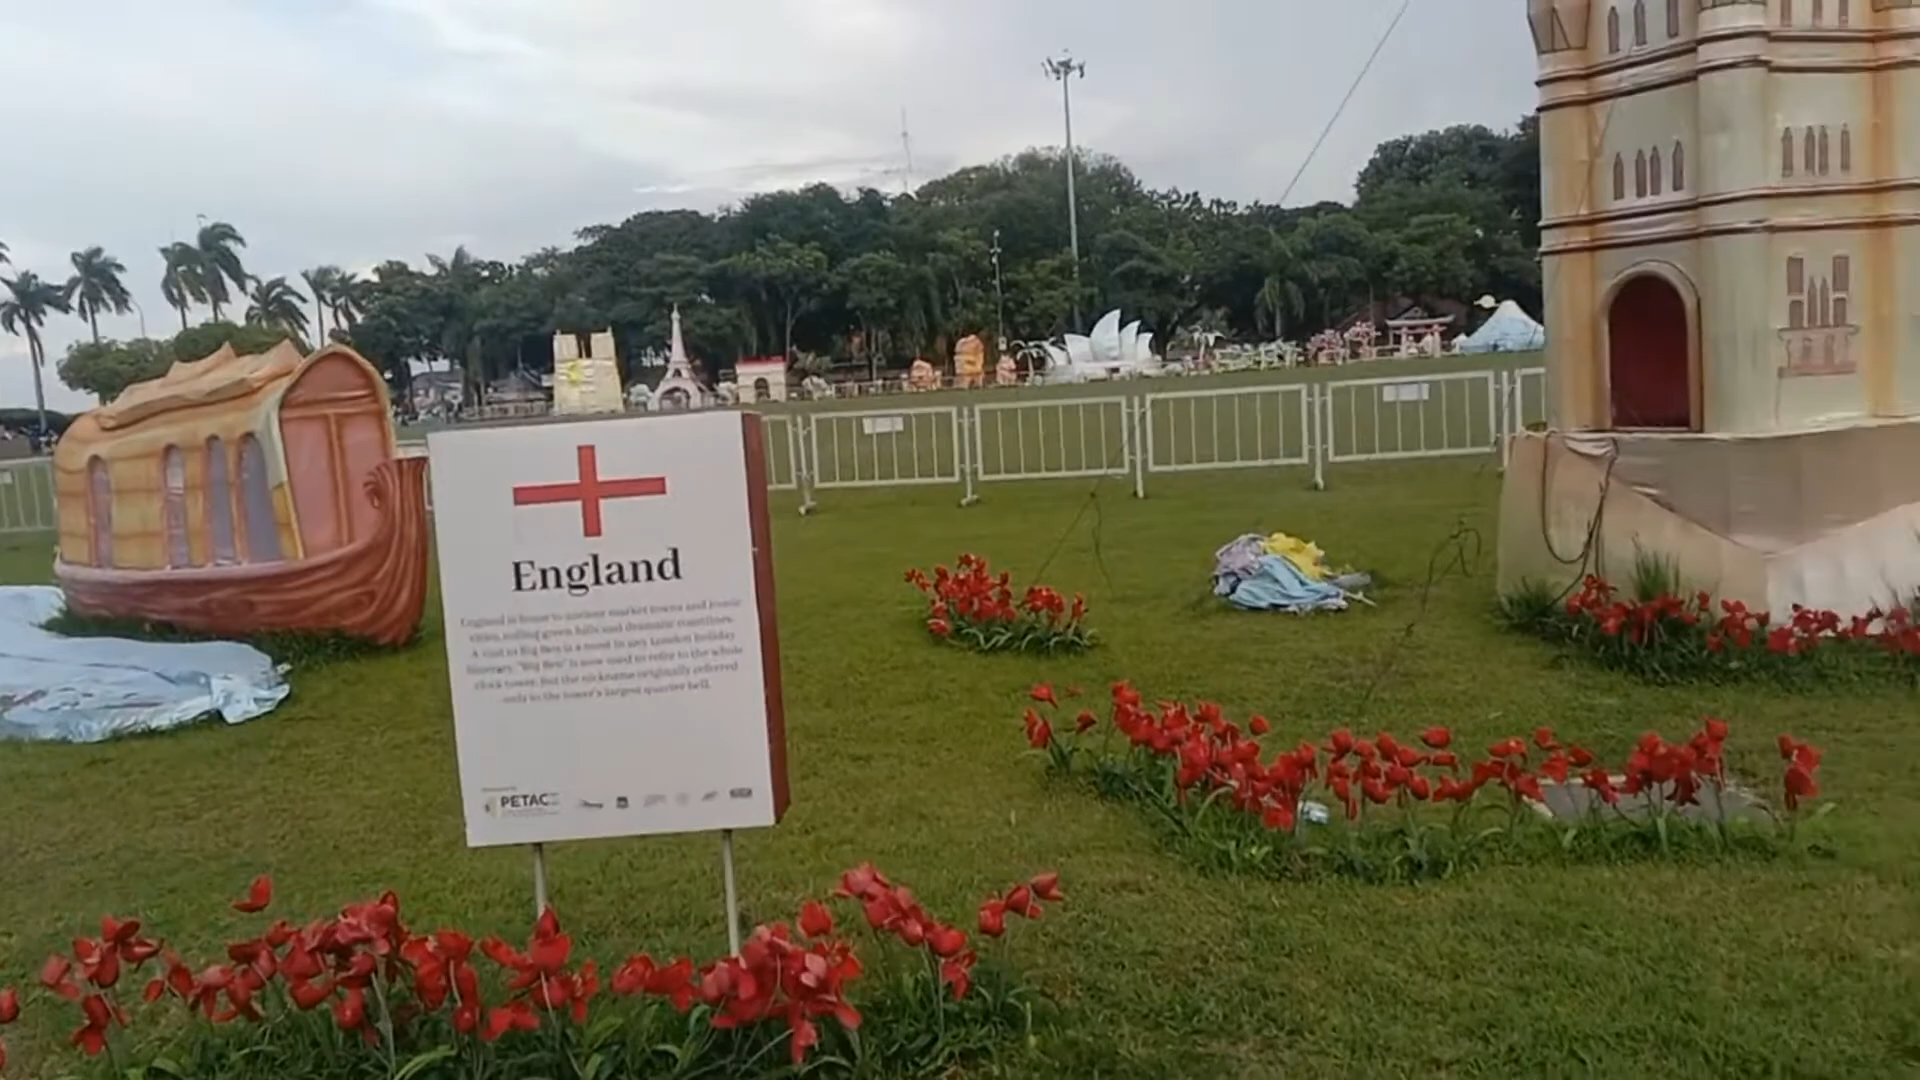 England
England is home to ancient market towns and iconic
cities, rolling green hills and dramatic coastlines.
A visit to Big Ben is a must in any London holiday
itinerary. "Big Ben" is now used to refer to the whole
clock tower. But the nickname originally referred
only to the tower's largest quarter bell.
PETAC